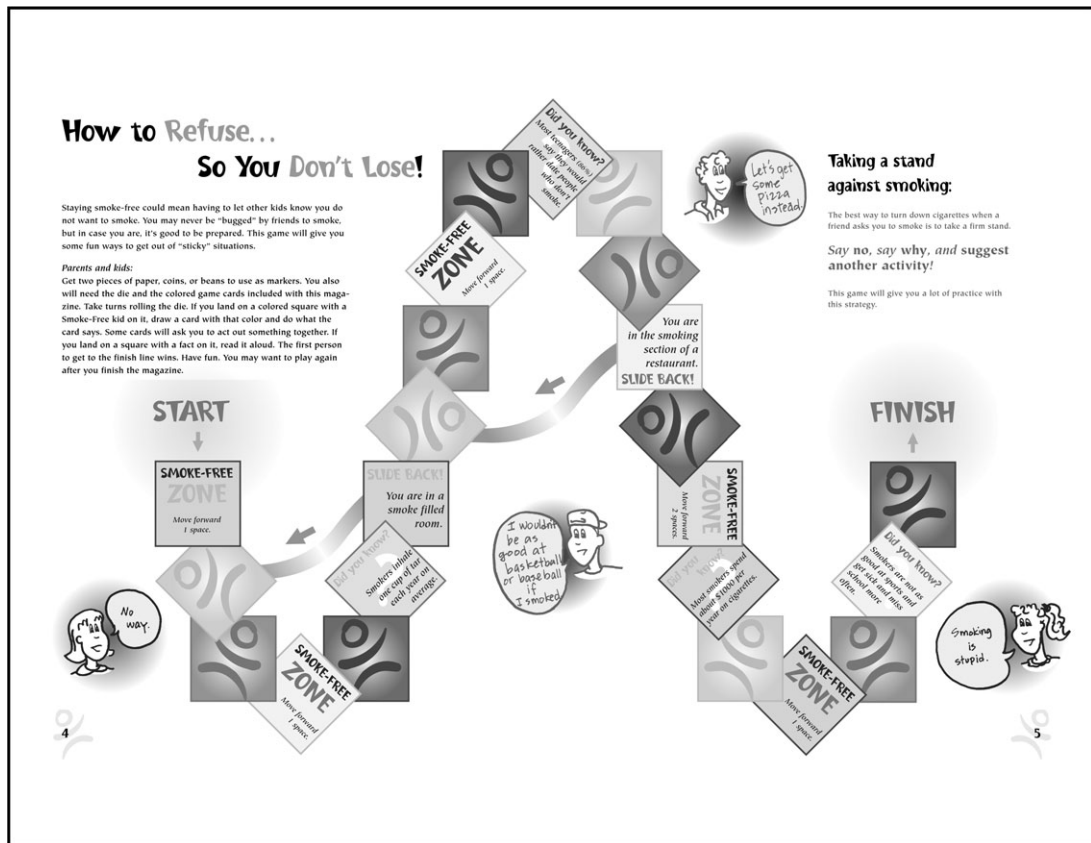 How to Refuse...
So You Don't Lose!
Staying smoke-free could mean having to let other kids know you do
not want to smoke. You may never be “bugged” by friends to smoke,
but in case you are, it's good to be prepared. This game will give you
some fun ways to get out of “sticky” situations.
Parents and kids:
Get two pieces of paper, coins, or beans to use as markers. You also
will need the die and the colored game cards included with this maga-
zine. Take turns rolling the die. If you land on a colored square with a
Smoke-Free kid on it, draw a card with that color and do what the
card says. Some cards will ask you to act out something together. If
you land on a square with a fact on it, read it aloud. The first person
to get to the finish line wins. Have fun. You may want to play again
after you finish the magazine.
START
SMOKE-FREE
ZONE
Move forward
1 space.
No
way.
SMOKE-FREE
ZONE
Move forward
1 space.
Did you know?
Smokers inhale
one cup of tar
each year on
average.
SLIDE BACK!
You are in a
smoke filled
room.
SMOKE-FREE
ZONE
Move forward
1 space.
Did you know?
Most teenagers (86%)
say they would
rather date people
who don't
smoke.
You are
in the smoking
section of a
restaurant.
SLIDE BACK!
I wouldn't
be as
good at
basketball
or baseball
if
I smoked.
SMOKE-FREE
ZONE
Move forward
2 spaces.
Did you
know?
Most smokers spend
about $1000 per
year on cigarettes.
SMOKE-FREE
ZONE
Move forward
1 space.
Did you know?
Smokers are not as
good at sports and
get sick and miss
school more
often.
FINISH
Smoking
is
stupid.
Let's get
some
pizza
instead.
Taking a stand
against smoking:
The best way to turn down cigarettes when a
friend asks you to smoke is to take a firm stand.
Say no, say why, and suggest
another activity!
This game will give you a lot of practice with
this strategy.
4
5